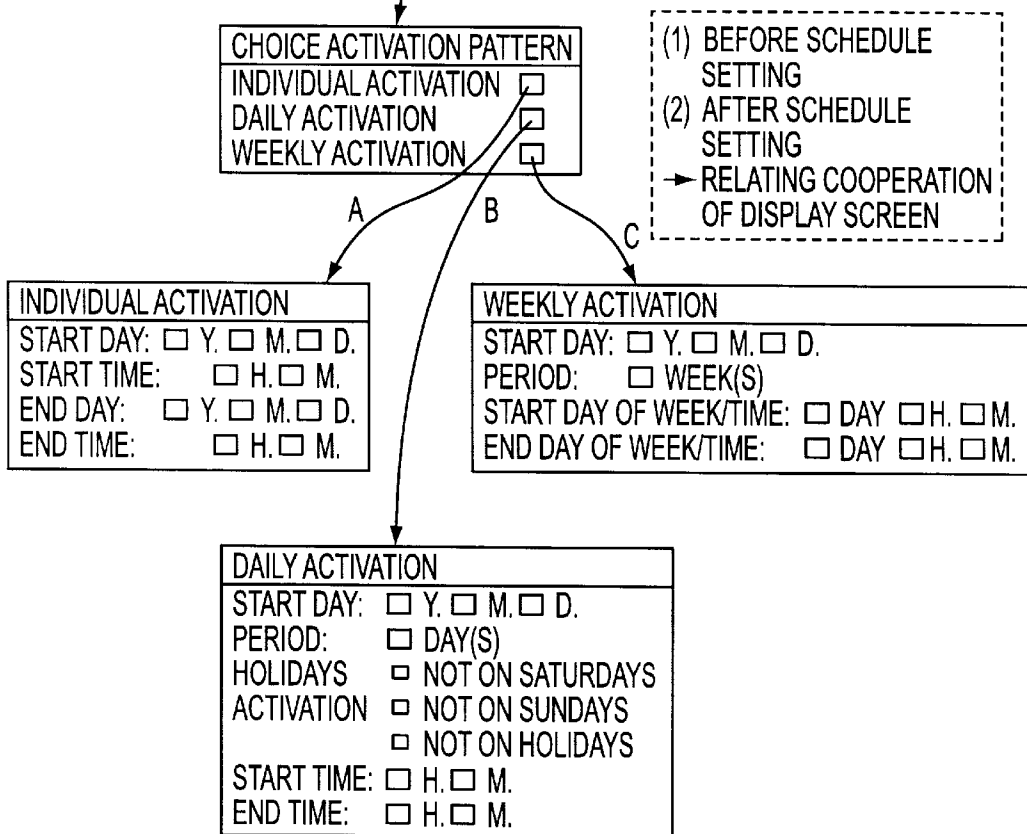 CHOICE ACTIVATION PATTERN
INDIVIDUAL ACTIVATION
DAILY ACTIVATION
WEEKLY ACTIVATION
(1) BEFORE SCHEDULE
SETTING
(2) AFTER SCHEDULE
SETTING
RELATING COOPERATION
OF DISPLAY SCREEN
A
B
C
INDIVIDUAL ACTIVATION
START DAY: □ Y. □ M. □ D.
START TIME: □ H. □ M.
END DAY: □ Y. □ M. □ D.
END TIME: □ H. □ M.
WEEKLY ACTIVATION
START DAY: □ Y. □ M. □ D.
PERIOD: □ WEEK(S)
START DAY OF WEEK/TIME: □ DAY □ H. □ M.
END DAY OF WEEK/TIME: □ DAY □ H. □ M.
DAILY ACTIVATION
START DAY: □ Y. □ M. □ D.
PERIOD: □ DAY(S)
HOLIDAYS □ NOT ON SATURDAYS
ACTIVATION □ NOT ON SUNDAYS
□ NOT ON HOLIDAYS
START TIME: □ H. □ M.
END TIME: □ H. □ M.